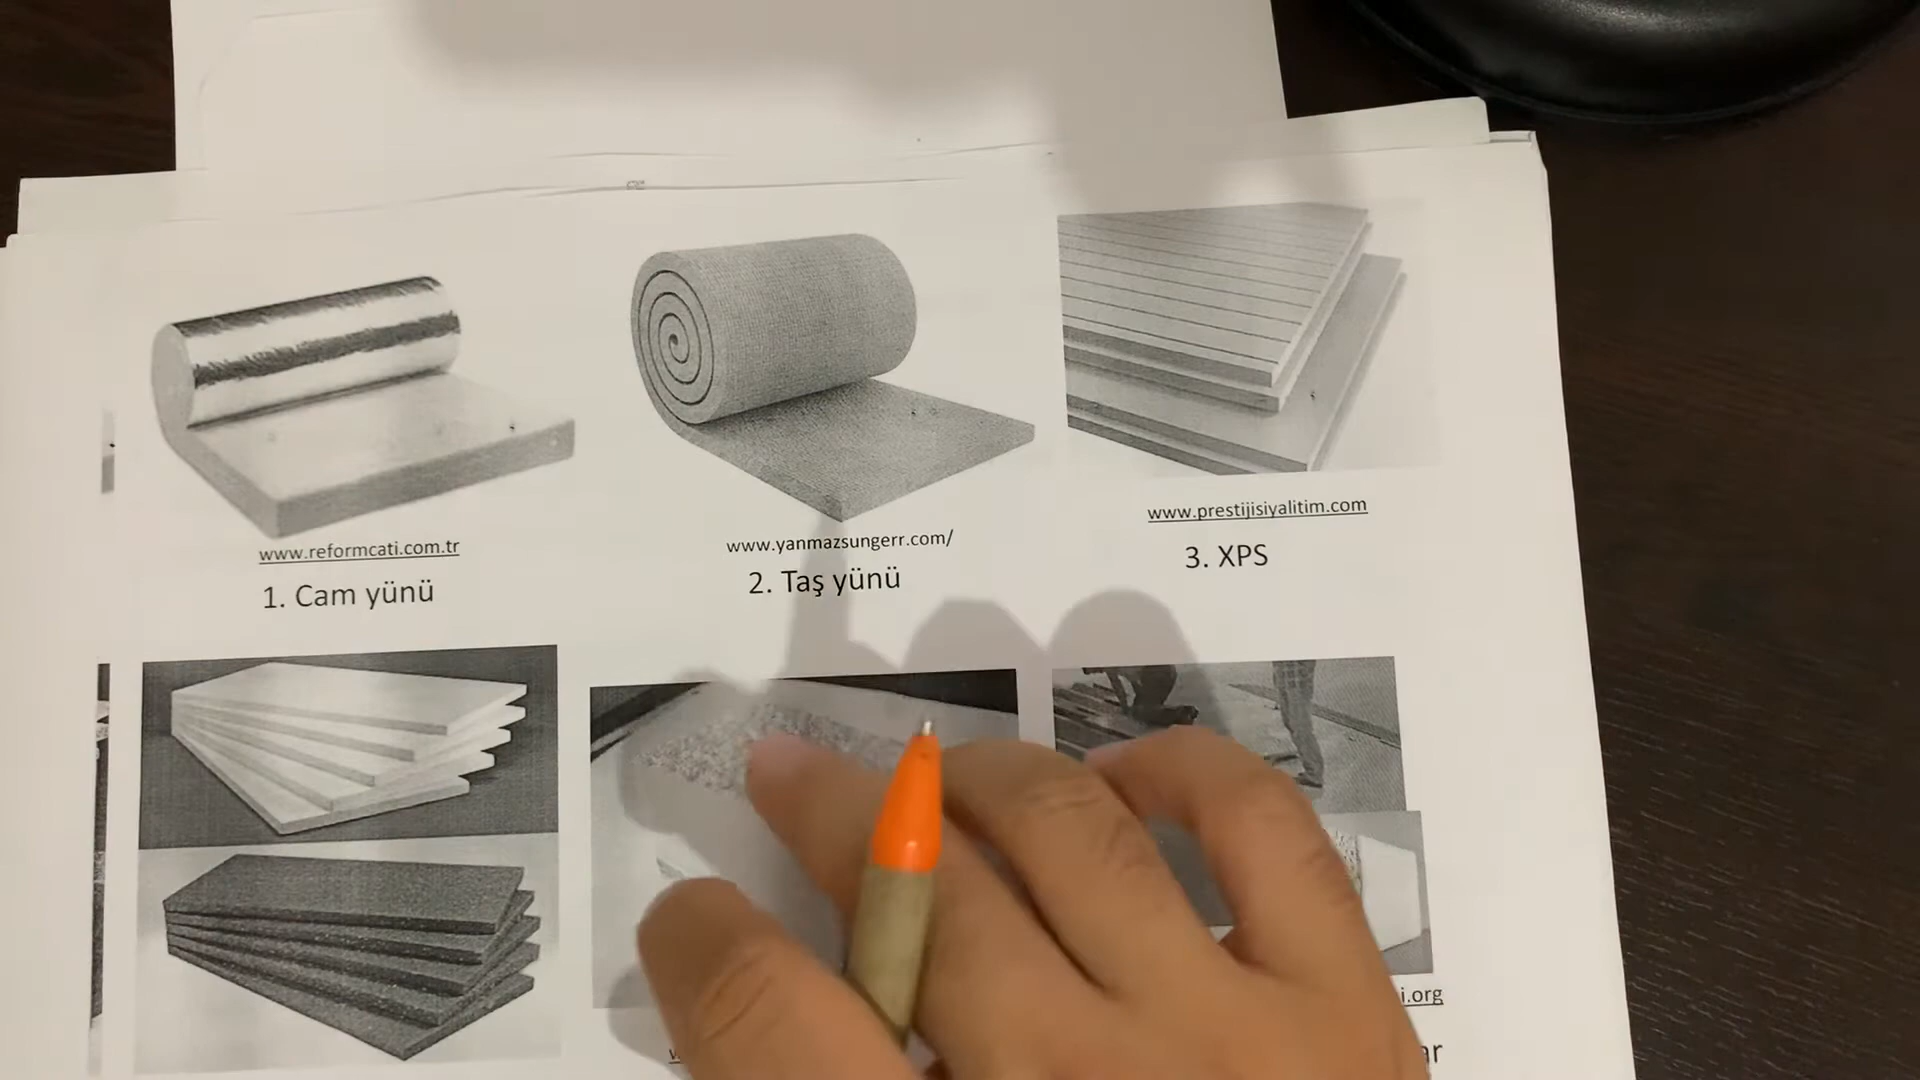 www.reformcati.com.tr
1. Cam yünü
www.yanmazsungerr.com/
2. Taş yünü
www.prestijisiyalitim.com
3. XPS